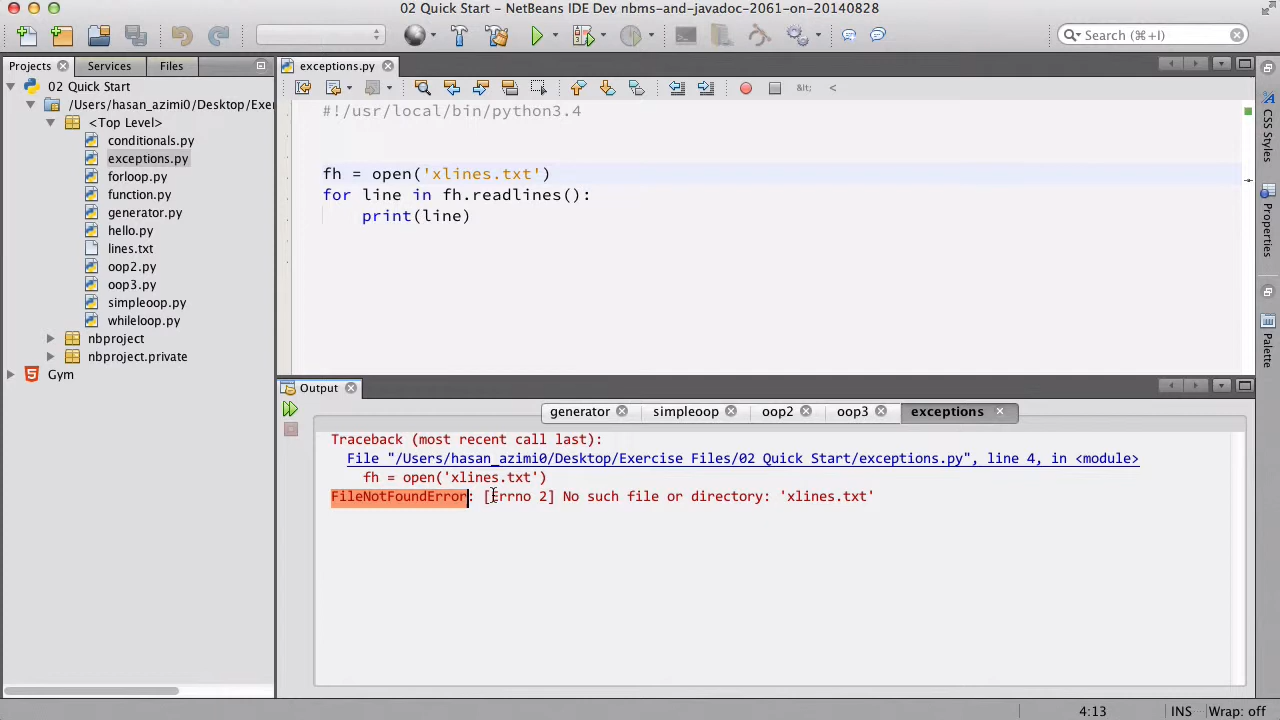 02 Quick Start - NetBeans IDE Dev nbms-and-javadoc-2061-on-20140828
Search (⌘+I)
Projects
Services
Files
exceptions.py
02 Quick Start
/Users/hasan_azimi0/Desktop/Exer
<Top Level>
conditionals.py
exceptions.py
forloop.py
function.py
generator.py
hello.py
lines.txt
oop2.py
oop3.py
simpleoop.py
whileloop.py
nbproject
nbproject.private
Gym
&lt;
<
#!/usr/local/bin/python3.4
fh = open('xlines.txt')
for line in fh.readlines():
print(line)
CSS Styles
Properties
Palette
Output
generator
simpleoop
oop2
oop3
exceptions
Traceback (most recent call last):
File "/Users/hasan_azimi0/Desktop/Exercise Files/02 Quick Start/exceptions.py", line 4, in <module>
fh = open('xlines.txt')
FileNotFoundError: [Errno 2] No such file or directory: 'xlines.txt'
4:13
INS
Wrap: off